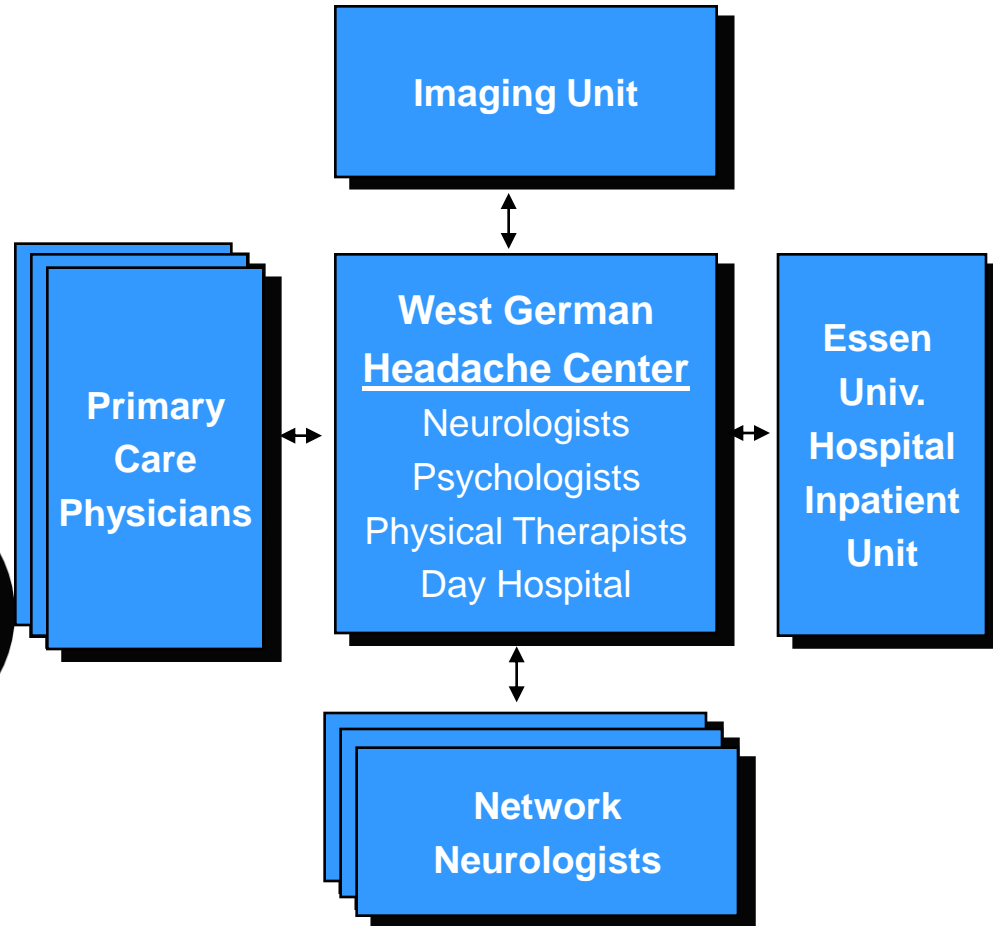 Imaging Unit
West German
Headache Center
Neurologists
Psychologists
Physical Therapists
Day Hospital
Primary
Care
Physicians
Essen
Univ.
Hospital
Inpatient
Unit
Network
Neurologists